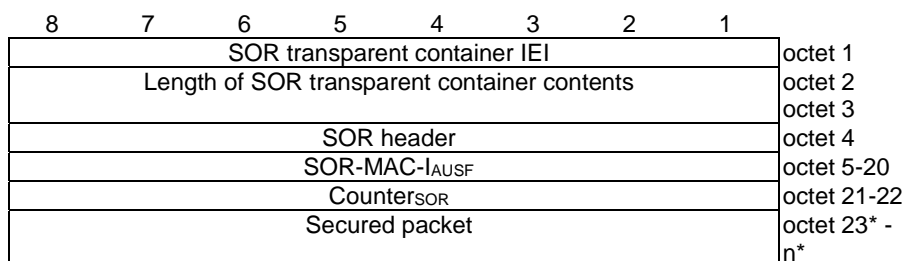 8 7 6 5 4 3 2 1
SOR transparent container IEI octet 1
Length of SOR transparent container contents octet 2
octet 3
SOR header octet 4
SOR-MAC-IAUSF octet 5-20
CounterSOR octet 21-22
Secured packet octet 23* -
n*